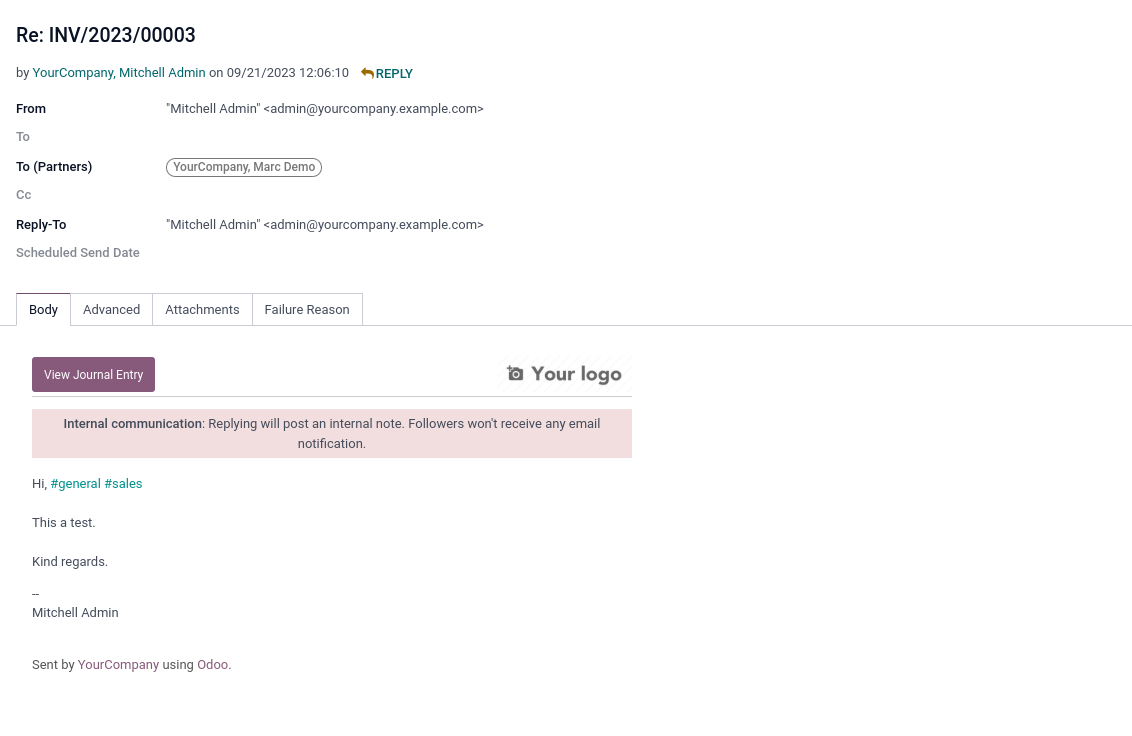 Re: INV/2023/00003
by YourCompany, Mitchell Admin on 09/21/2023 12:06:10 REPLY
From "Mitchell Admin" <admin@yourcompany.example.com>
To
To (Partners) YourCompany, Marc Demo
Cc
Reply-To "Mitchell Admin" <admin@yourcompany.example.com>
Scheduled Send Date
Body Advanced Attachments Failure Reason
View Journal Entry Your logo
Internal communication: Replying will post an internal note. Followers won't receive any email
notification.
Hi, #general #sales
This a test.
Kind regards.
--
Mitchell Admin
Sent by YourCompany using Odoo.